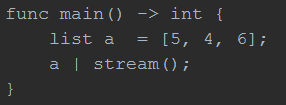 func main() -> int {
    list a  = [5, 4, 6];
    a | stream();
}